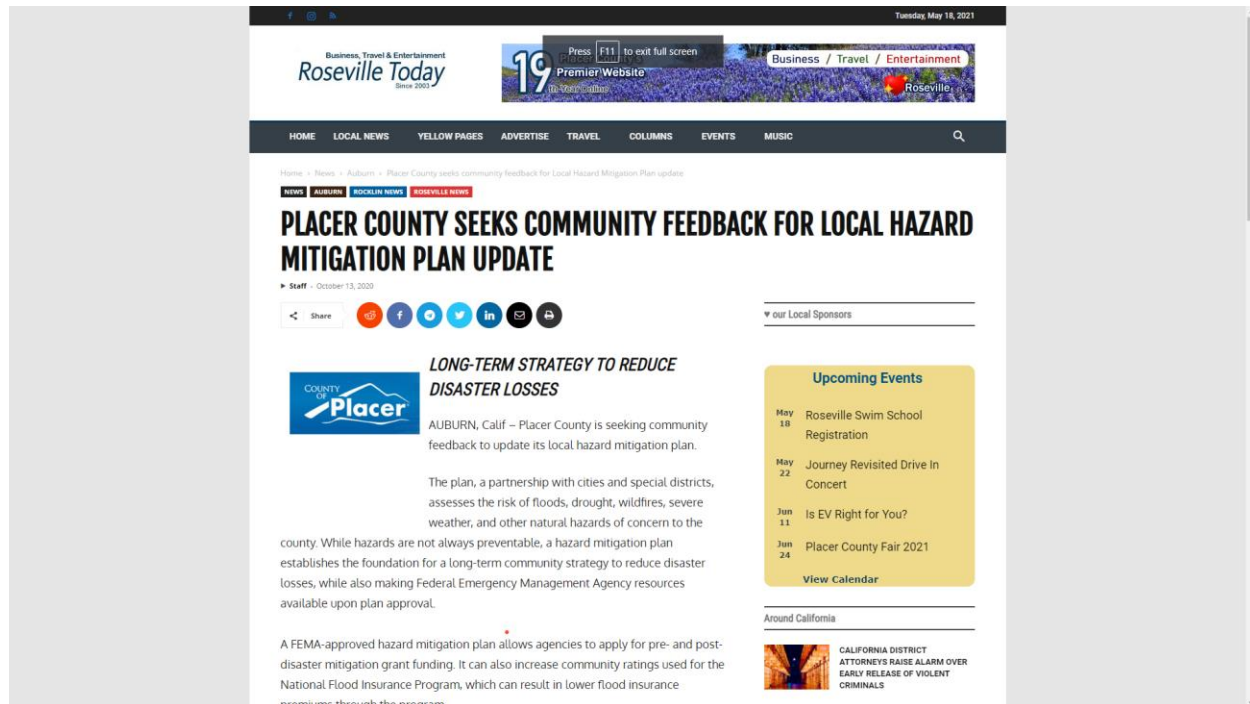 Tuesday, May 18, 2021
Business, Travel & Entertainment
Roseville Today
Since 2003
19
Premier Website
Press F11 to exit full screen
Business / Travel / Entertainment
Roseville
HOME LOCAL NEWS YELLOW PAGES ADVERTISE TRAVEL COLUMNS EVENTS MUSIC
Home › News › Auburn › Placer County seeks community feedback for Local Hazard Mitigation Plan update
NEWS AUBURN ROCKLIN NEWS ROSEVILLE NEWS
PLACER COUNTY SEEKS COMMUNITY FEEDBACK FOR LOCAL HAZARD
MITIGATION PLAN UPDATE
▶ Staff - October 13, 2020
Share
COUNTY
OF
Placer
LONG-TERM STRATEGY TO REDUCE
DISASTER LOSSES
AUBURN, Calif – Placer County is seeking community
feedback to update its local hazard mitigation plan.
The plan, a partnership with cities and special districts,
assesses the risk of floods, drought, wildfires, severe
weather, and other natural hazards of concern to the
county. While hazards are not always preventable, a hazard mitigation plan
establishes the foundation for a long-term community strategy to reduce disaster
losses, while also making Federal Emergency Management Agency resources
available upon plan approval.
A FEMA-approved hazard mitigation plan allows agencies to apply for pre- and post-
disaster mitigation grant funding. It can also increase community ratings used for the
National Flood Insurance Program, which can result in lower flood insurance
premiums through the program.
♥ our Local Sponsors
Upcoming Events
May 18 Roseville Swim School
Registration
May 22 Journey Revisited Drive In
Concert
Jun 11 Is EV Right for You?
Jun 24 Placer County Fair 2021
View Calendar
Around California
CALIFORNIA DISTRICT
ATTORNEYS RAISE ALARM OVER
EARLY RELEASE OF VIOLENT
CRIMINALS